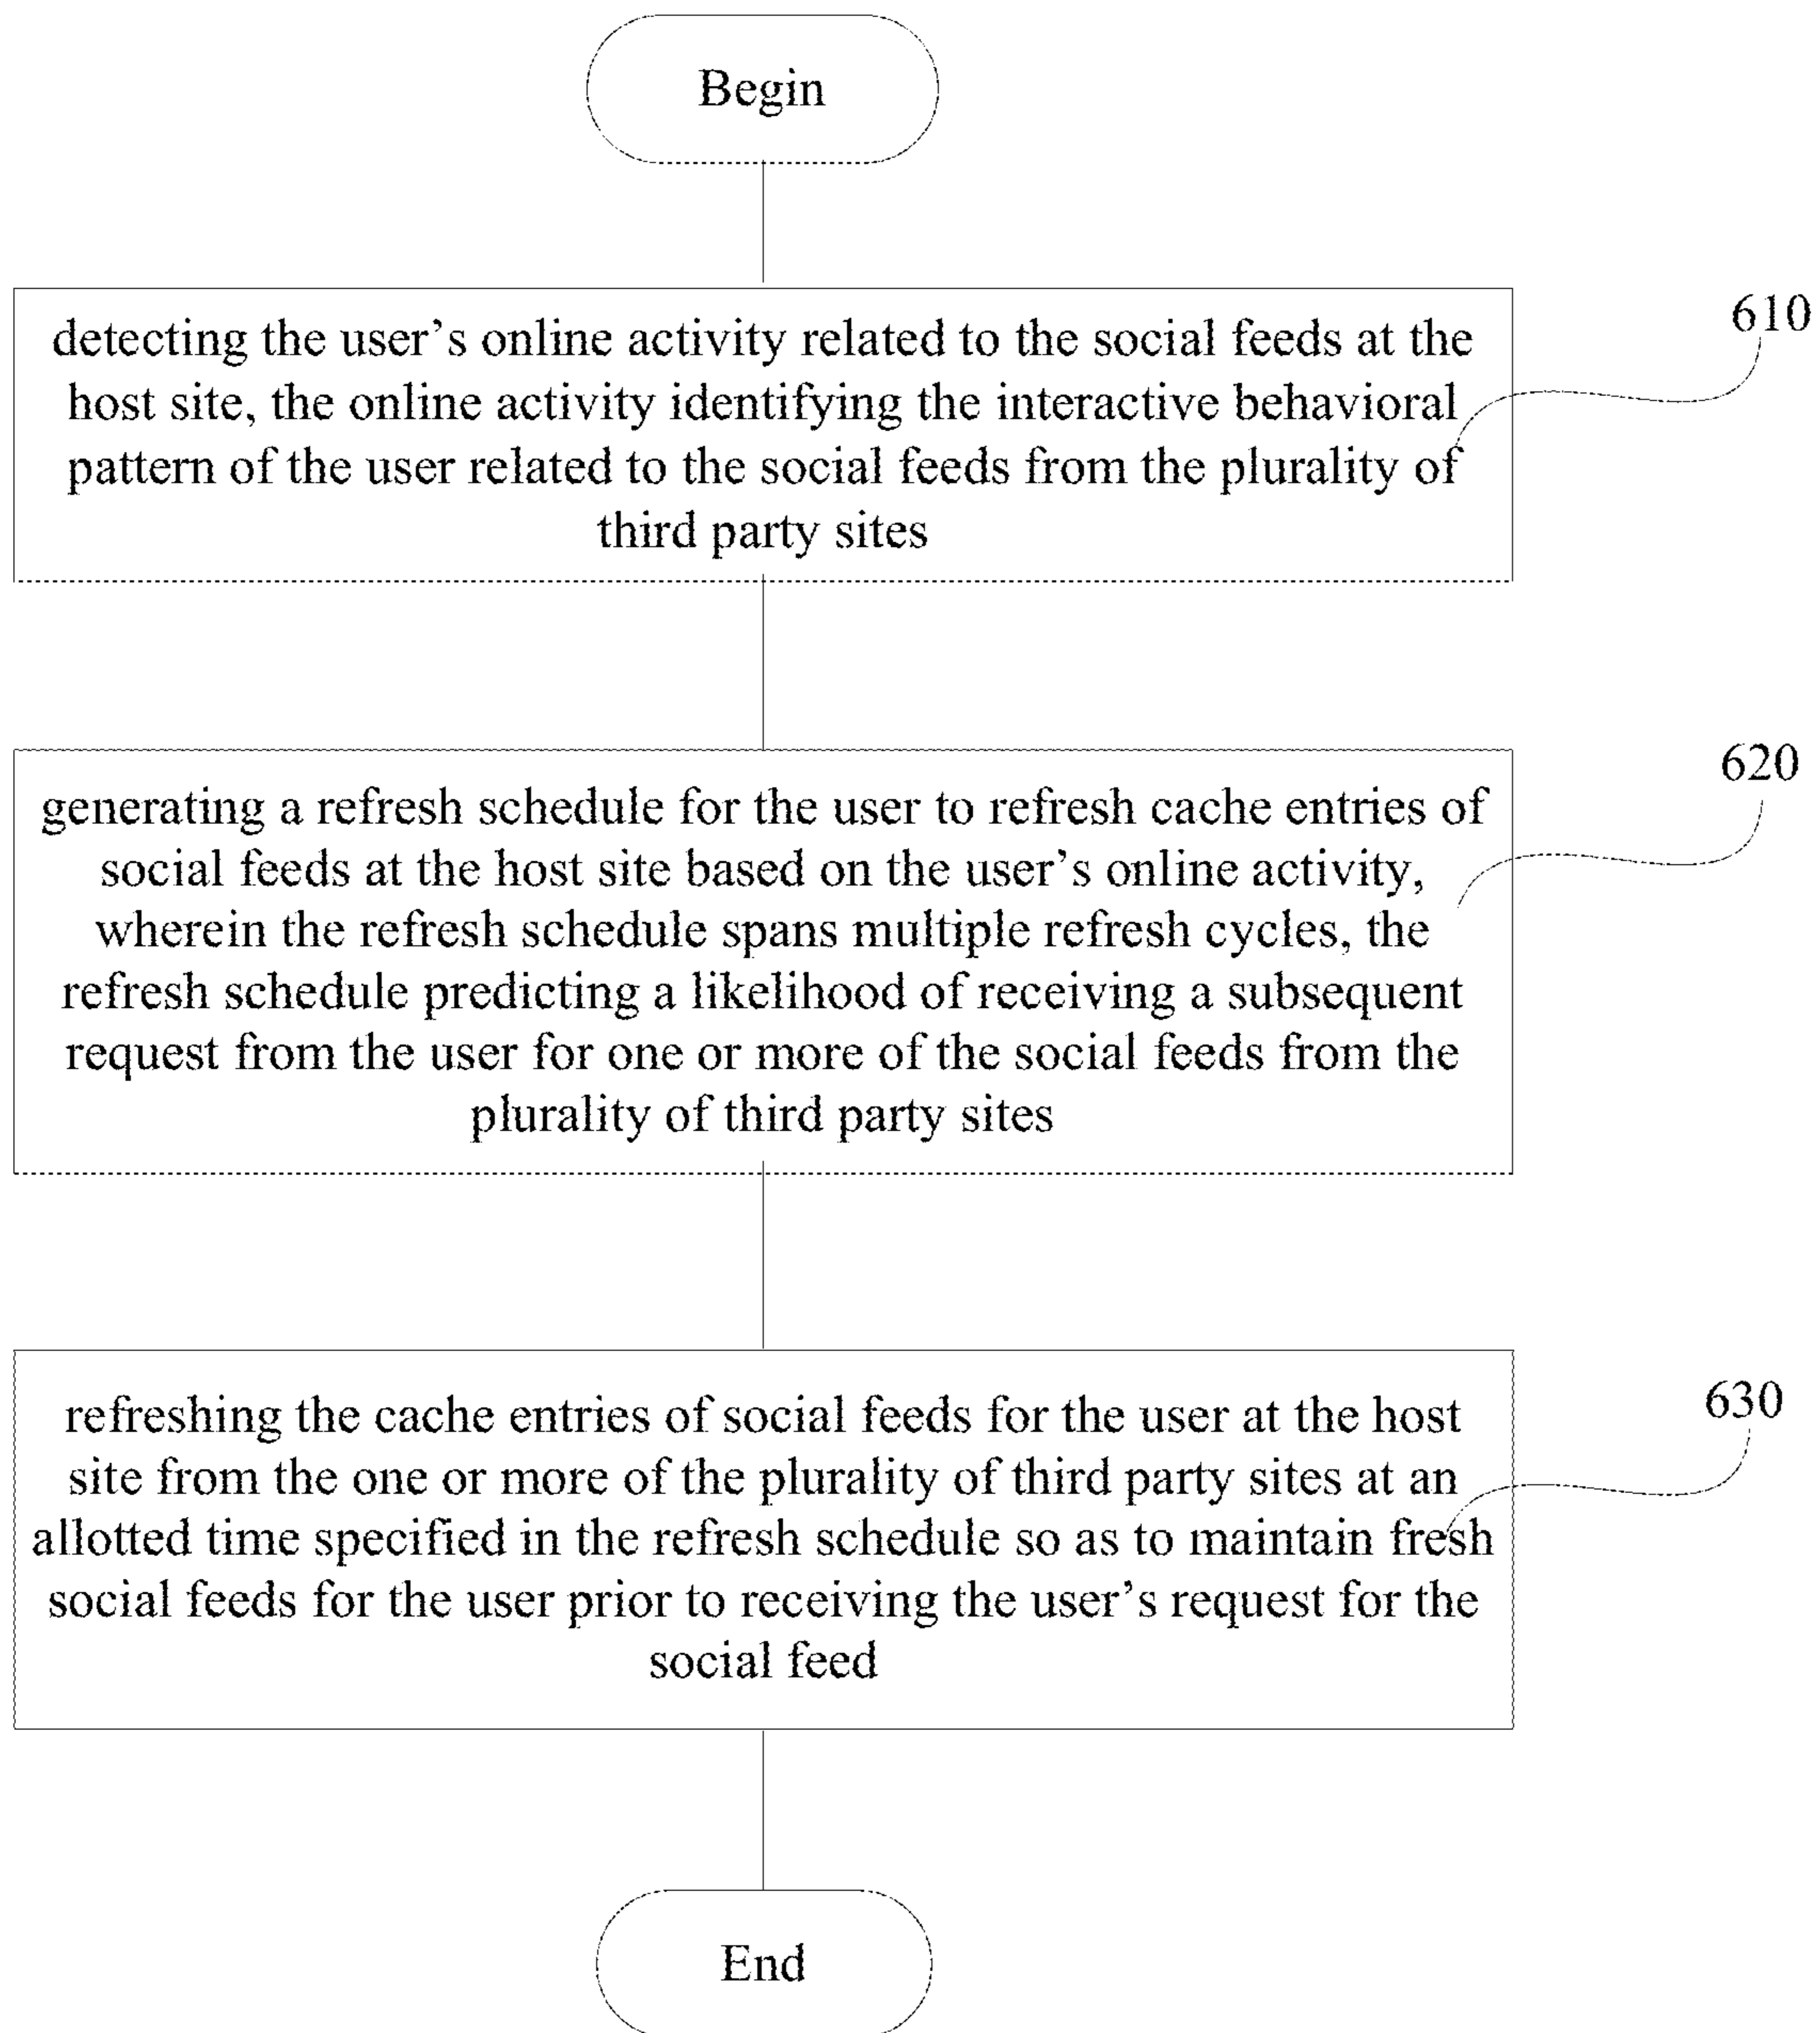 Begin
detecting the user's online activity related to the social feeds at the
host site, the online activity identifying the interactive behavioral
pattern of the user related to the social feeds from the plurality of
third party sites
610
generating a refresh schedule for the user to refresh cache entries of
social feeds at the host site based on the user's online activity,
wherein the refresh schedule spans multiple refresh cycles, the
refresh schedule predicting a likelihood of receiving a subsequent
request from the user for one or more of the social feeds from the
plurality of third party sites
620
refreshing the cache entries of social feeds for the user at the host
site from the one or more of the plurality of third party sites at an
allotted time specified in the refresh schedule so as to maintain fresh
social feeds for the user prior to receiving the user's request for the
social feed
630
End